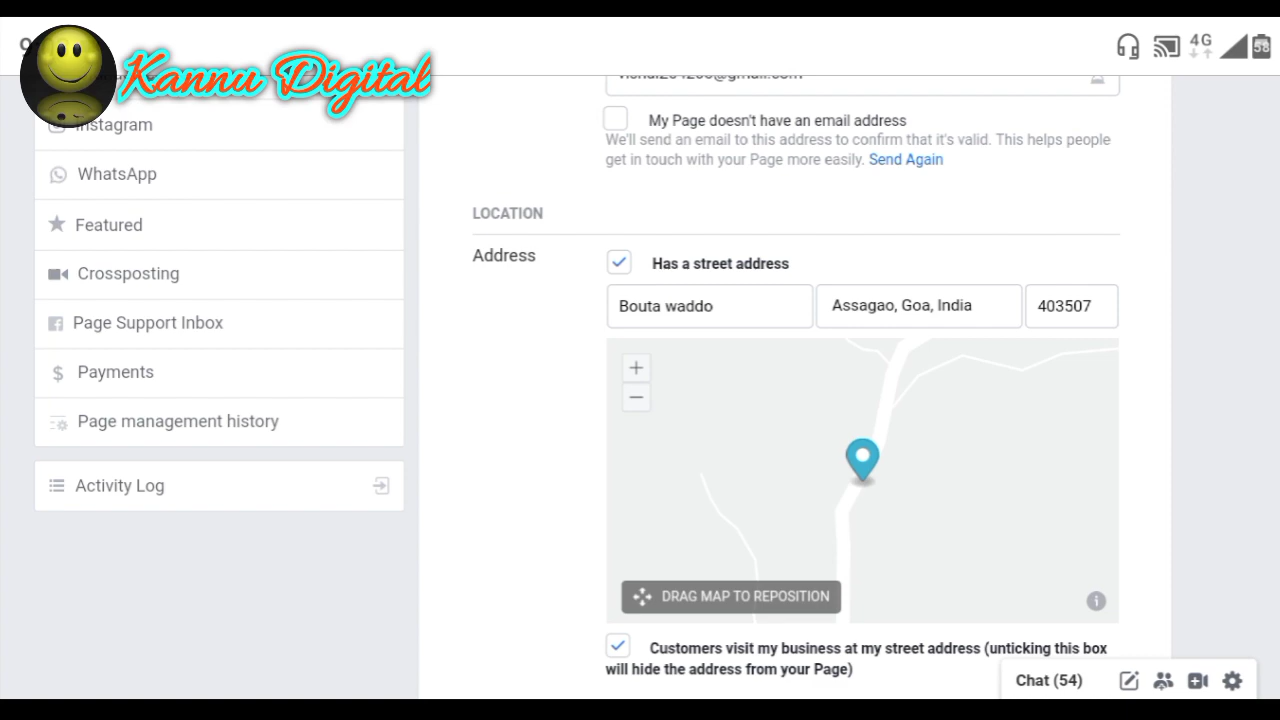 Kannu Digital
4G
58
Instagram
My Page doesn't have an email address
We'll send an email to this address to confirm that it's valid. This helps people
get in touch with your Page more easily. Send Again
WhatsApp
Featured
Crossposting
Page Support Inbox
Payments
Page management history
Activity Log
LOCATION
Address
Has a street address
Bouta waddo
Assagao, Goa, India
403507
+
−
DRAG MAP TO REPOSITION
Customers visit my business at my street address (unticking this box
will hide the address from your Page)
Chat (54)